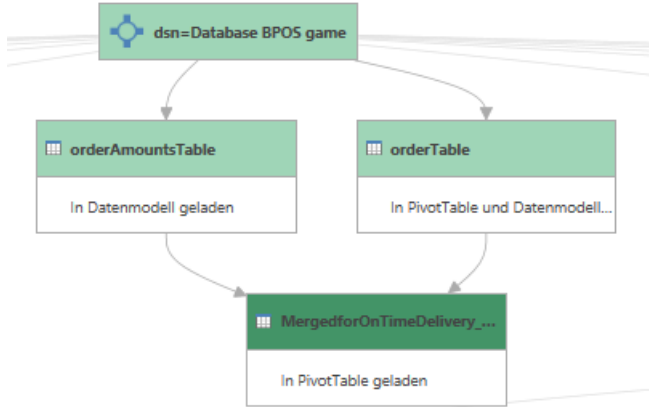 dsn=Database BPOS game
orderAmountsTable
orderTable
In Datenmodell geladen
In PivotTable und Datenmodell...
MergedforOnTimeDelivery_...
In PivotTable geladen